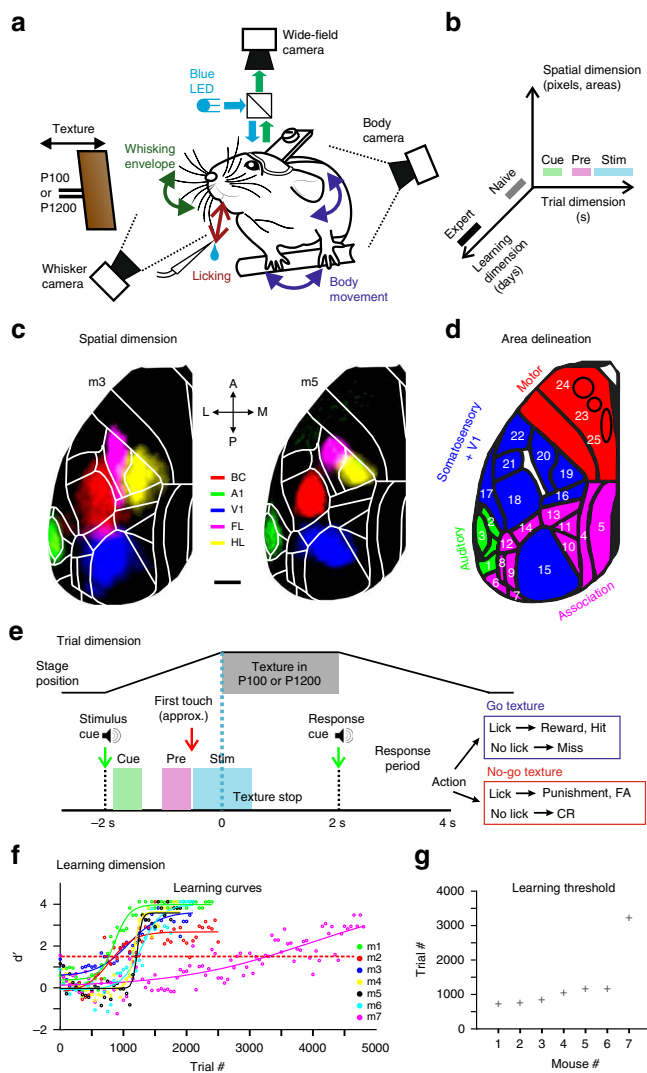 a
Wide-field
camera
Blue
LED
Texture
P100
or
P1200
Whisking
envelope
Body
camera
Whisker
camera
Licking
Body
movement
b
Spatial dimension
(pixels, areas)
Cue Pre Stim
Naive
Expert
Trial dimension
(s)
Learning
dimension
(days)
c
Spatial dimension
m3
A
L M
P
m5
BC
A1
V1
FL
HL
d
Area delineation
Motor
Somatosensory
+ V1
Auditory
Association
24
23
25
22
20
21
19
17
18
16
13
2
14
11
5
3
4
12
10
1
8
9
15
6
7
e
Trial dimension
Stage
position
Texture in
P100 or P1200
First touch
(approx.)
Stimulus
cue
Response
cue
Cue Pre Stim
Texture stop
Response
period
Action
Go texture
Lick Reward, Hit
No lick Miss
No-go texture
Lick Punishment, FA
No lick CR
−2 s 0 2 s 4 s
f
Learning dimension
Learning curves
d′
4
2
0
−2
0 1000 2000 3000 4000 5000
Trial #
m1
m2
m3
m4
m5
m6
m7
g
Learning threshold
Trial #
4000
3000
2000
1000
0
1 2 3 4 5 6 7
Mouse #